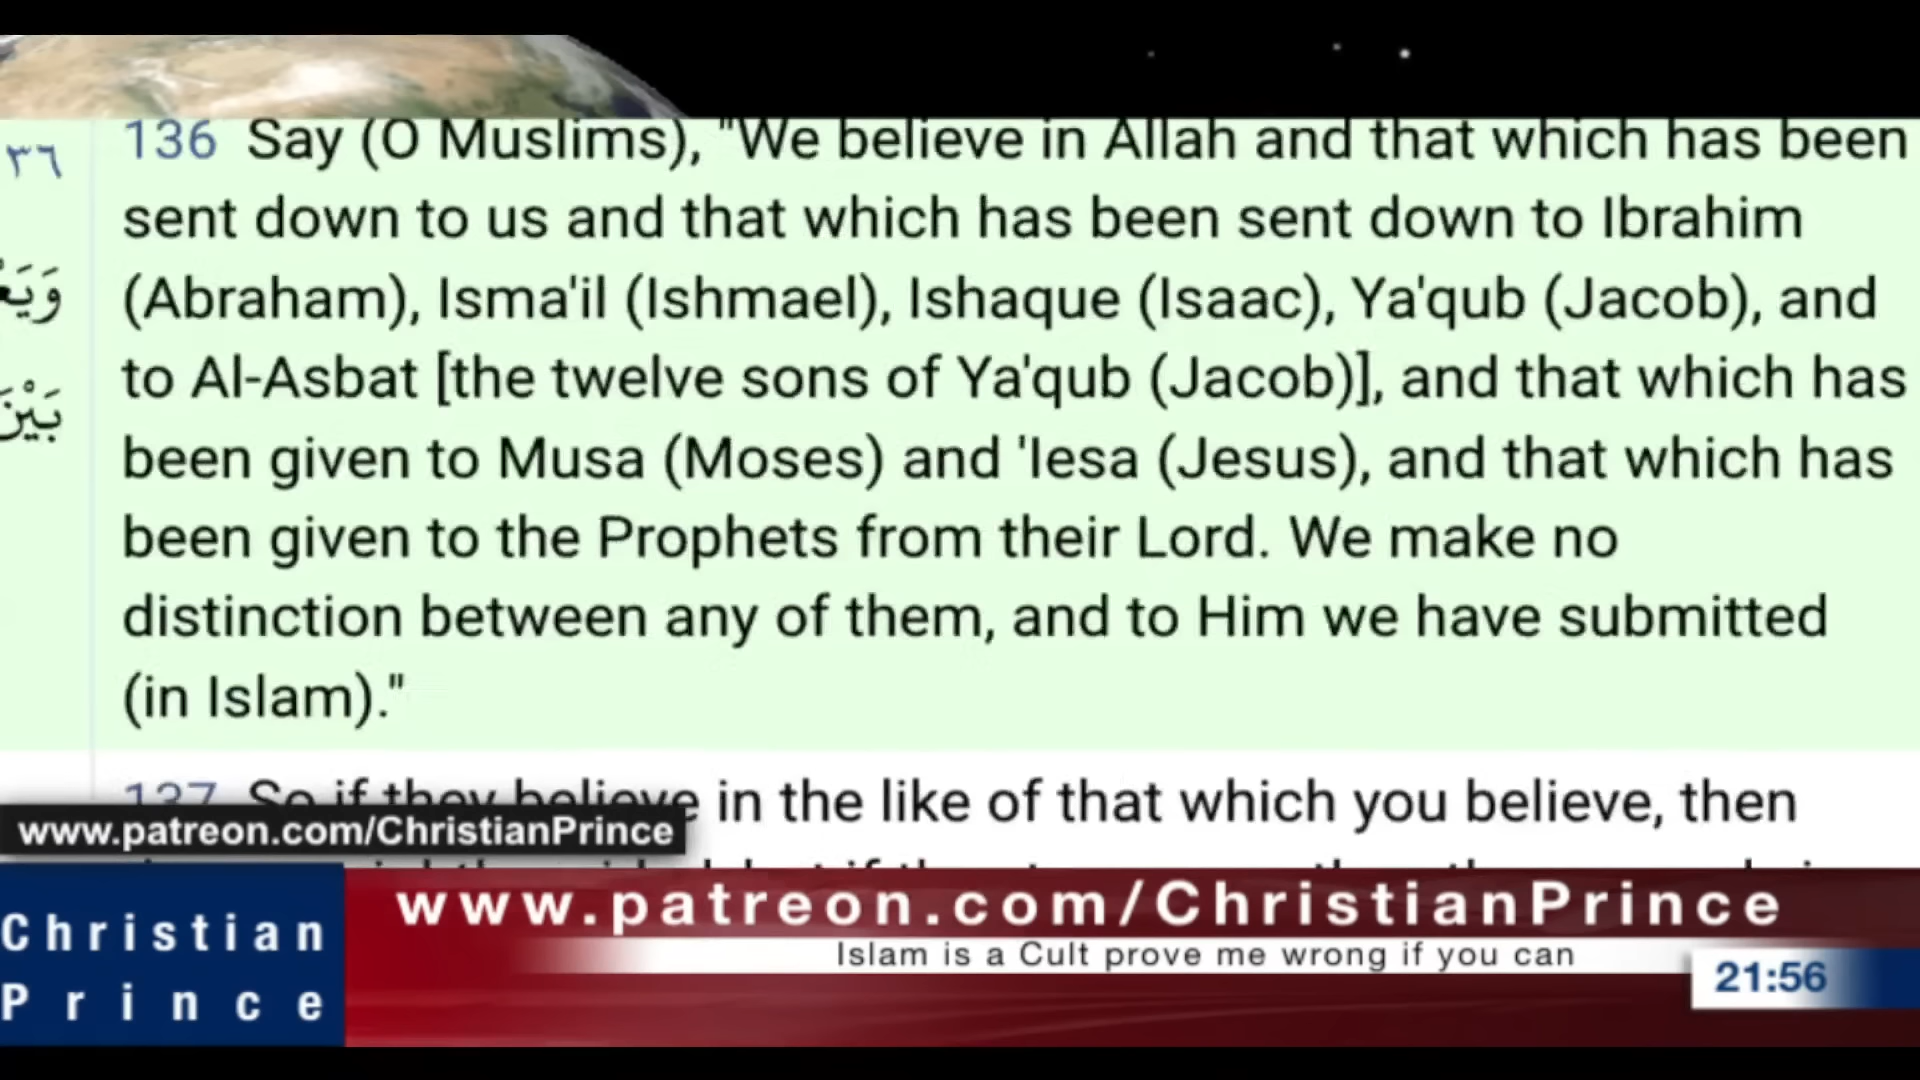 136 Say (O Muslims), "We believe in Allah and that which has been
٣٦
sent down to us and that which has been sent down to Ibrahim
(Abraham), Isma'il (Ishmael), Ishaque (Isaac), Ya'qub (Jacob), and
to Al-Asbat [the twelve sons of Ya'qub (Jacob)], and that which has
been given to Musa (Moses) and 'Iesa (Jesus), and that which has
been given to the Prophets from their Lord. We make no
distinction between any of them, and to Him we have submitted
(in Islam)."
137 So if they believe in the like of that which you believe, then
www.patreon.com/ChristianPrince
www.patreon.com/ChristianPrince
Islam is a Cult prove me wrong if you can
Christian
Prince
21:56